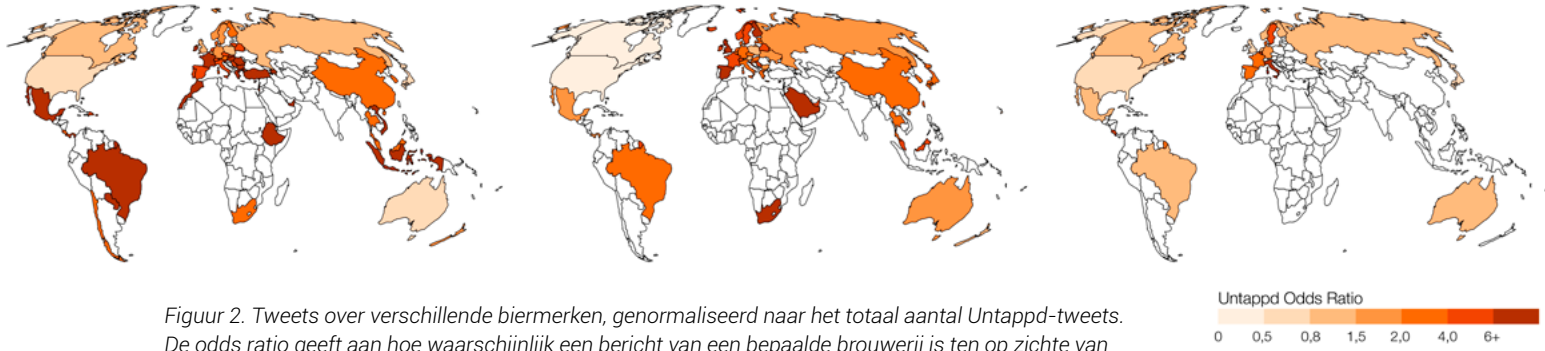 Untappd Odds Ratio
0 0,5 0,8 1,5 2,0 4,0 6+
Figuur 2. Tweets over verschillende biermerken, genormaliseerd naar het totaal aantal Untappd-tweets.
De odds ratio geeft aan hoe waarschijnlijk een bericht van een bepaalde brouwerij is ten op zichte van